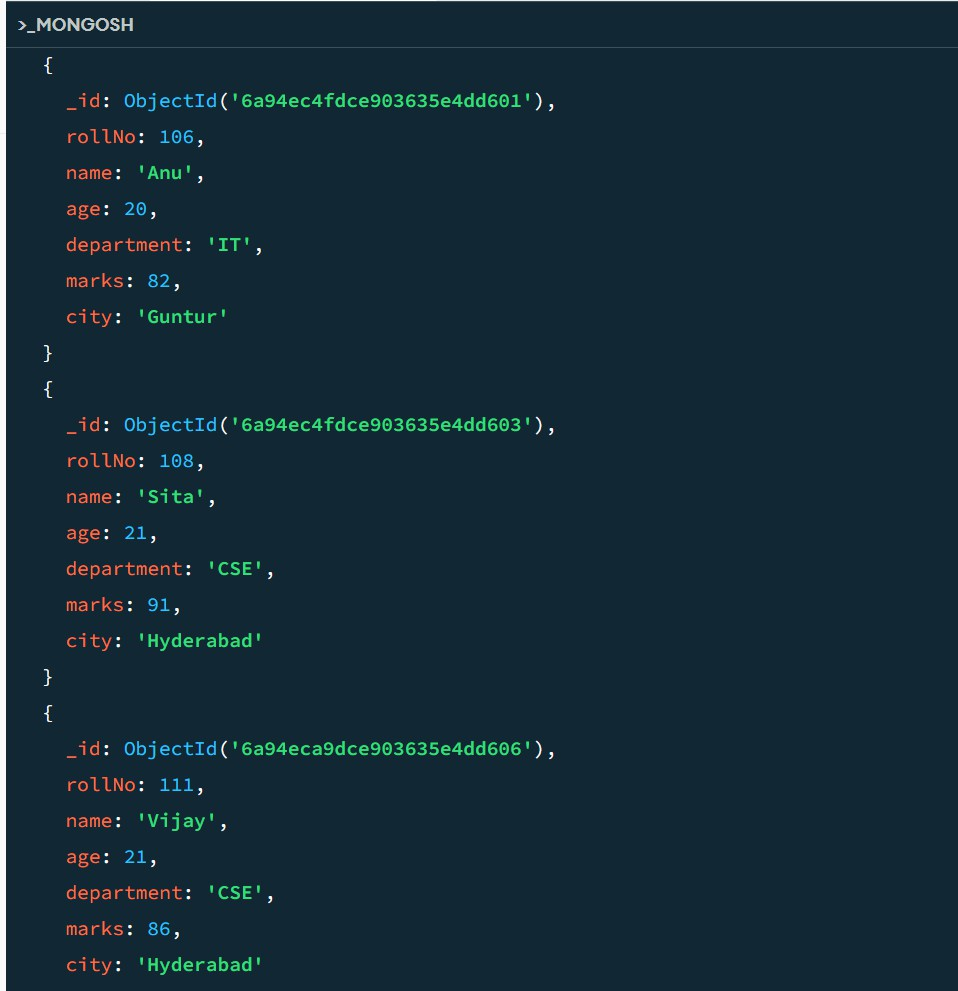 >_MONGOSH
{
_id: ObjectId('6a94ec4fdce903635e4dd601'),
rollNo: 106,
name: 'Anu',
age: 20,
department: 'IT',
marks: 82,
city: 'Guntur'
}
{
_id: ObjectId('6a94ec4fdce903635e4dd603'),
rollNo: 108,
name: 'Sita',
age: 21,
department: 'CSE',
marks: 91,
city: 'Hyderabad'
}
{
_id: ObjectId('6a94eca9dce903635e4dd606'),
rollNo: 111,
name: 'Vijay',
age: 21,
department: 'CSE',
marks: 86,
city: 'Hyderabad'